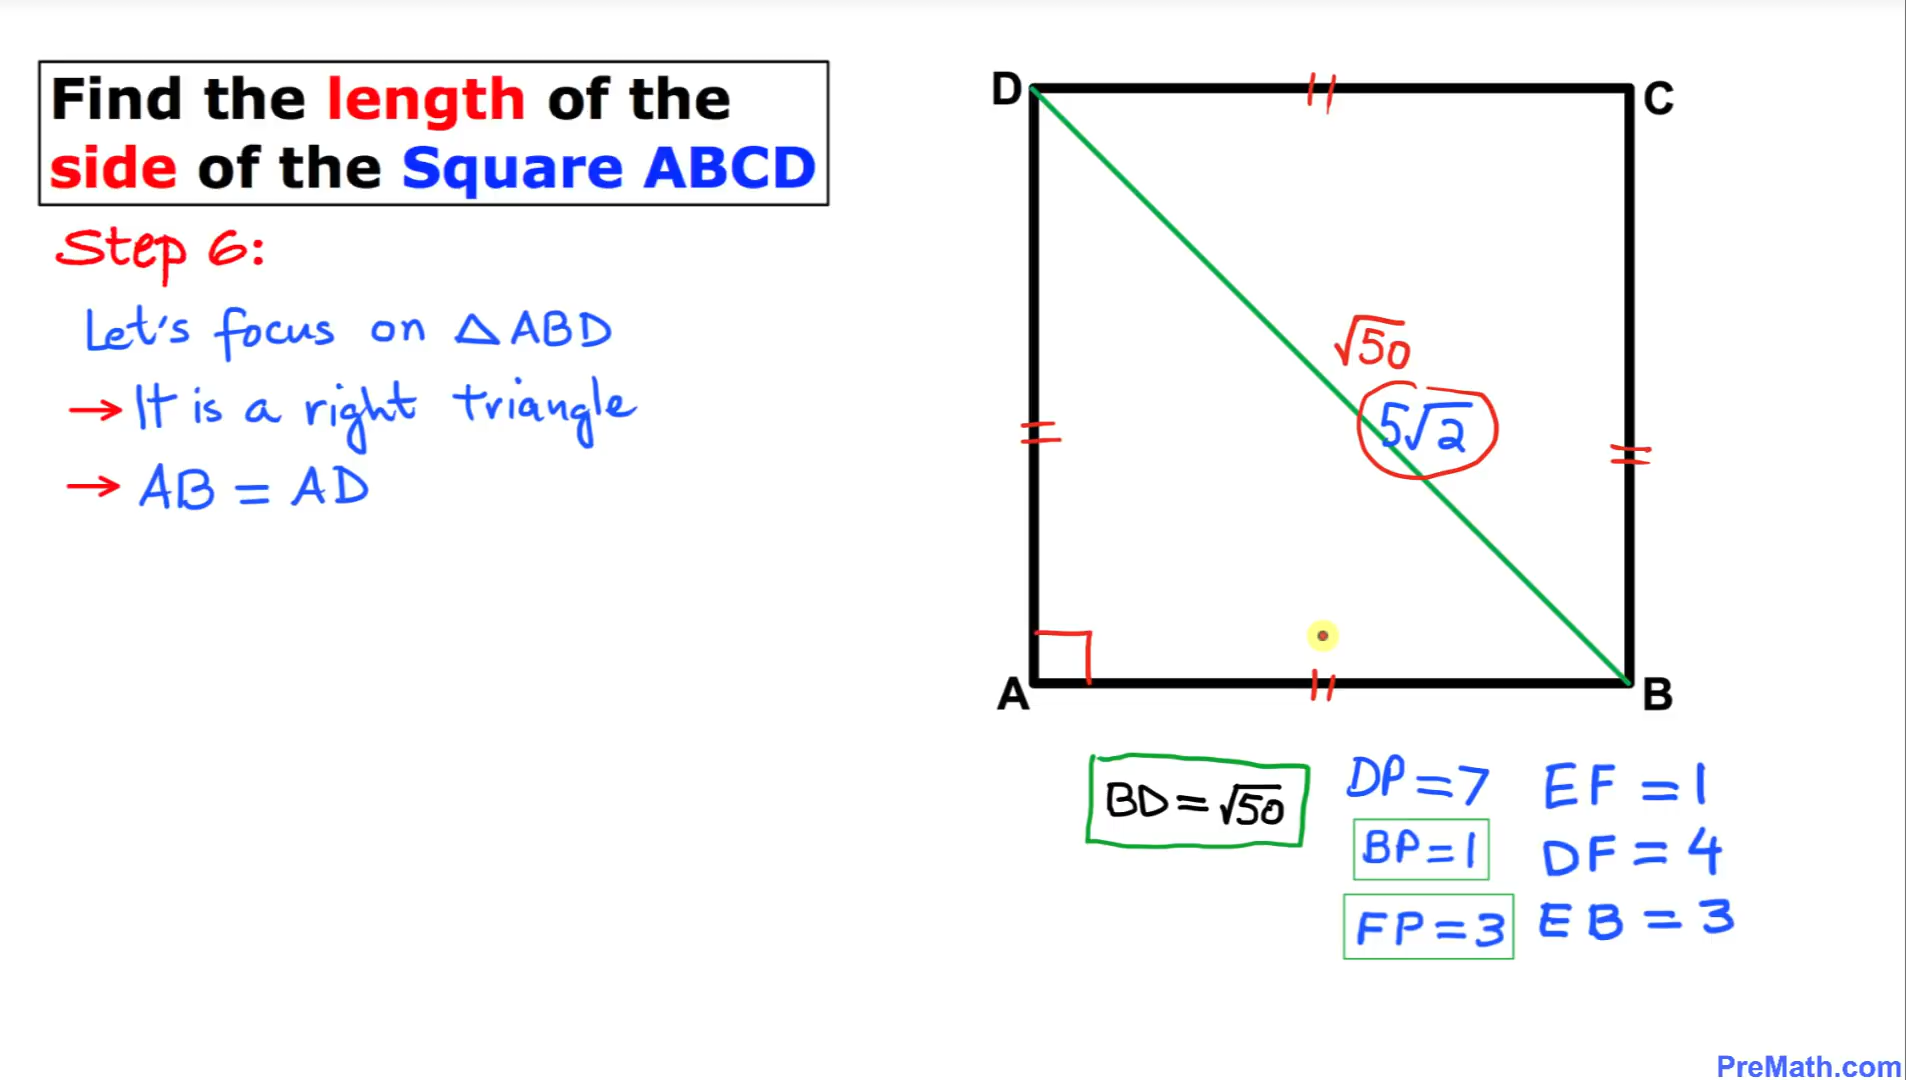 Find the length of the
side of the Square ABCD
Step 6:
Let's focus on △ABD
→ It is a right triangle
→ AB = AD
D
C
√50
5√2
A
B
BD = √50
DP = 7
EF = 1
BP = 1
DF = 4
FP = 3
EB = 3
PreMath.com